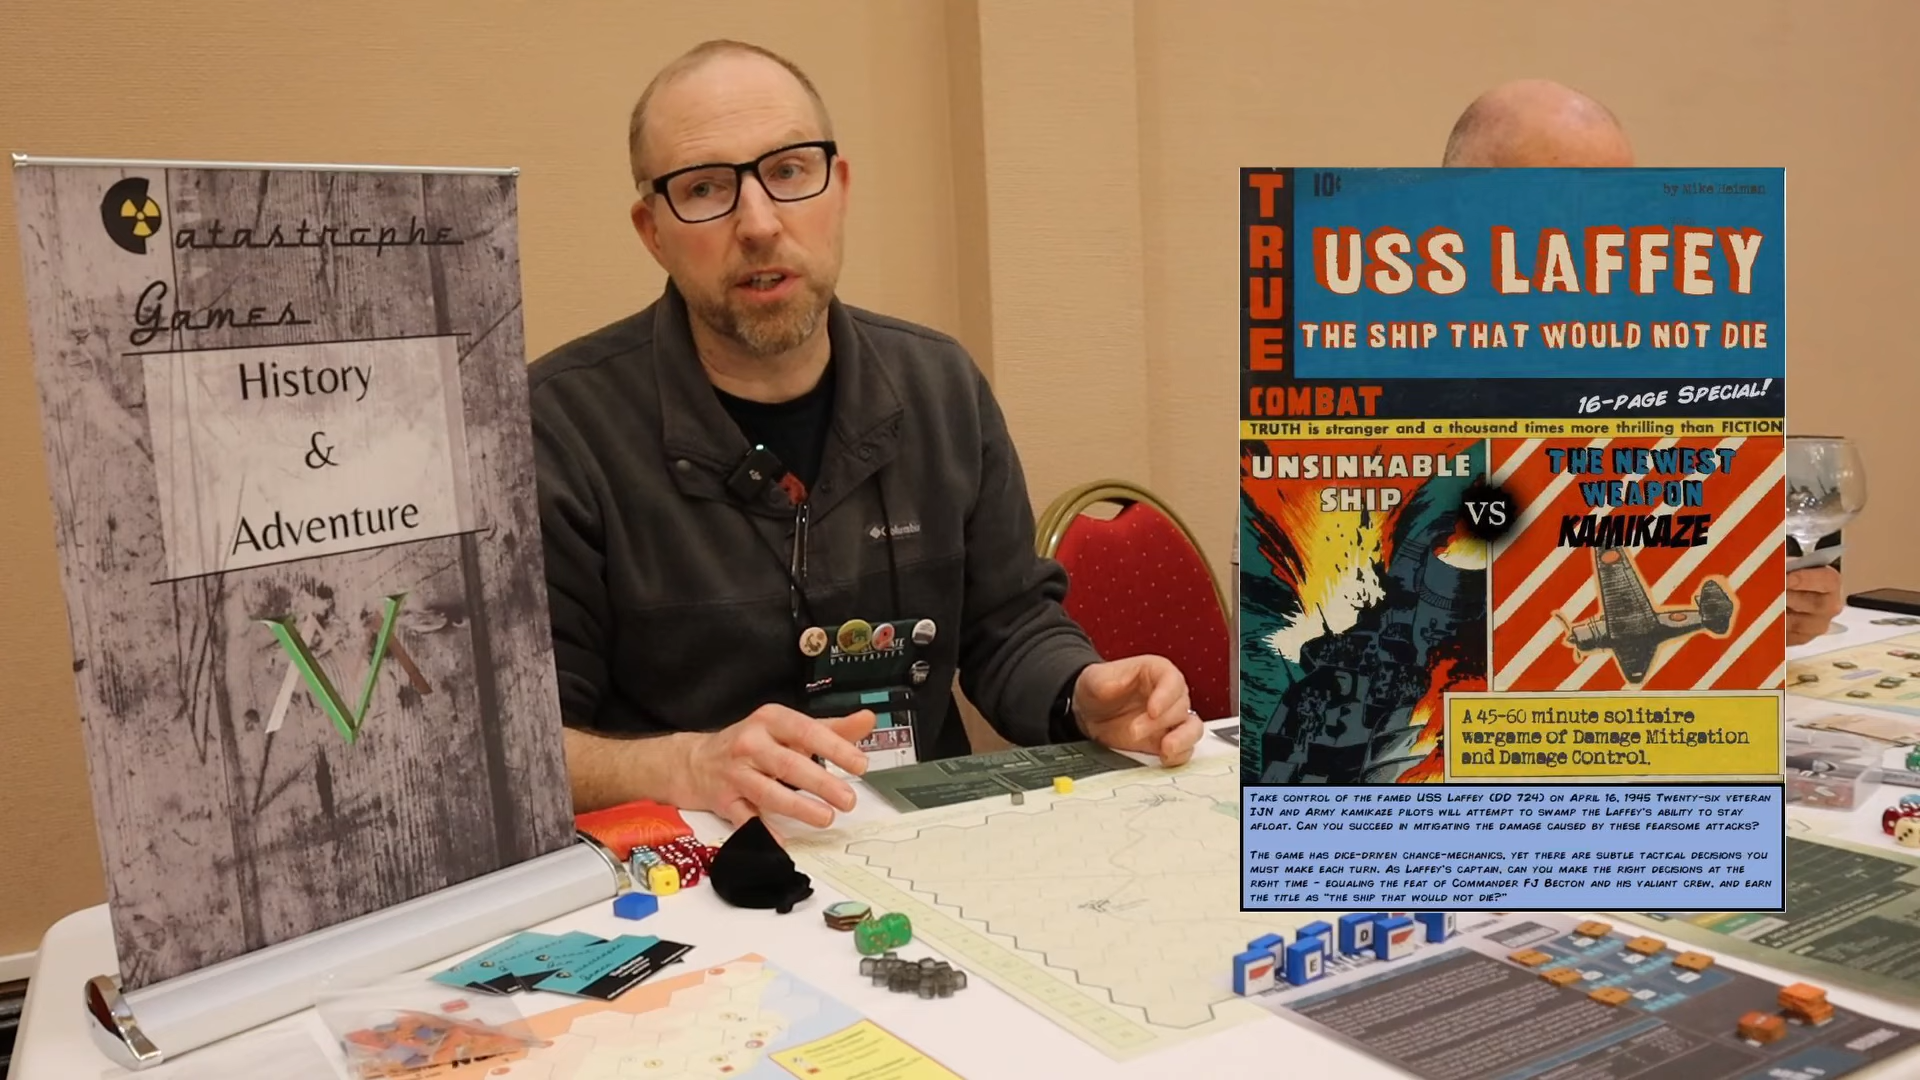 Catastrophe
Games
History
&
Adventure
Columbia
TRUE
COMBAT
10¢
by Mike Heiman
USS LAFFEY
THE SHIP THAT WOULD NOT DIE
16-PAGE SPECIAL!
TRUTH is stranger and a thousand times more thrilling than FICTION
UNSINKABLE
SHIP
VS
THE NEWEST
WEAPON
KAMIKAZE
A 45-60 minute solitaire
wargame of Damage Mitigation
and Damage Control.
TAKE CONTROL OF THE FAMED USS LAFFEY (DD 724) ON APRIL 16, 1945 TWENTY-SIX VETERAN
IJN AND ARMY KAMIKAZE PILOTS WILL ATTEMPT TO SWAMP THE LAFFEY'S ABILITY TO STAY
AFLOAT. CAN YOU SUCCEED IN MITIGATING THE DAMAGE CAUSED BY THESE FEARSOME ATTACKS?
THE GAME HAS DICE-DRIVEN CHANCE-MECHANICS, YET THERE ARE SUBTLE TACTICAL DECISIONS YOU
MUST MAKE EACH TURN. AS LAFFEY'S CAPTAIN, CAN YOU MAKE THE RIGHT DECISIONS AT THE
RIGHT TIME - EQUALING THE FEAT OF COMMANDER FJ BECTON AND HIS VALIANT CREW, AND EARN
THE TITLE AS "THE SHIP THAT WOULD NOT DIE?"
D
E